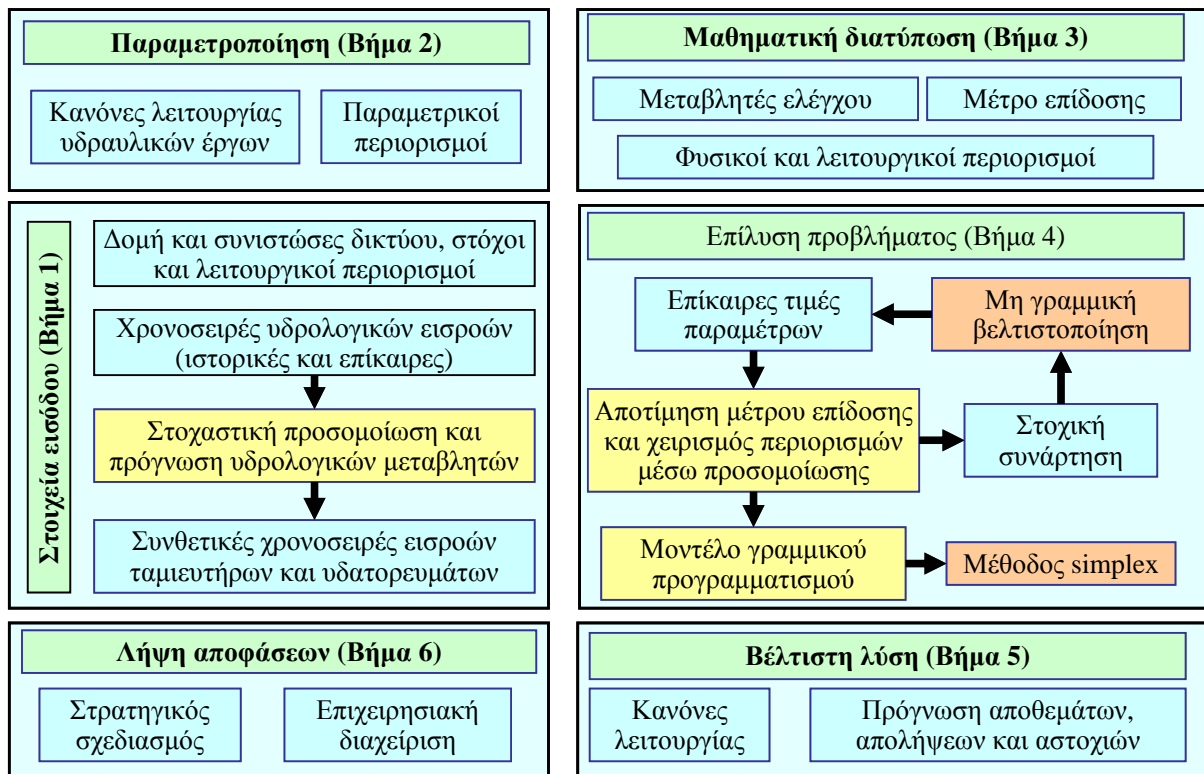 Παραμετροποίηση (Βήμα 2)
Κανόνες λειτουργίας
υδραυλικών έργων
Παραμετρικοί
περιορισμοί
Μαθηματική διατύπωση (Βήμα 3)
Μεταβλητές ελέγχου
Μέτρο επίδοσης
Φυσικοί και λειτουργικοί περιορισμοί
Στοιχεία εισόδου (Βήμα 1)
Δομή και συνιστώσες δικτύου, στόχοι
και λειτουργικοί περιορισμοί
Χρονοσειρές υδρολογικών εισροών
(ιστορικές και επίκαιρες)
Στοχαστική προσομοίωση και
πρόγνωση υδρολογικών μεταβλητών
Συνθετικές χρονοσειρές εισροών
ταμιευτήρων και υδατορευμάτων
Επίλυση προβλήματος (Βήμα 4)
Επίκαιρες τιμές
παραμέτρων
Μη γραμμική
βελτιστοποίηση
Αποτίμηση μέτρου επίδοσης
και χειρισμός περιορισμών
μέσω προσομοίωσης
Στοχική
συνάρτηση
Μοντέλο γραμμικού
προγραμματισμού
Μέθοδος simplex
Λήψη αποφάσεων (Βήμα 6)
Στρατηγικός
σχεδιασμός
Επιχειρησιακή
διαχείριση
Βέλτιστη λύση (Βήμα 5)
Κανόνες
λειτουργίας
Πρόγνωση αποθεμάτων,
απολήψεων και αστοχιών